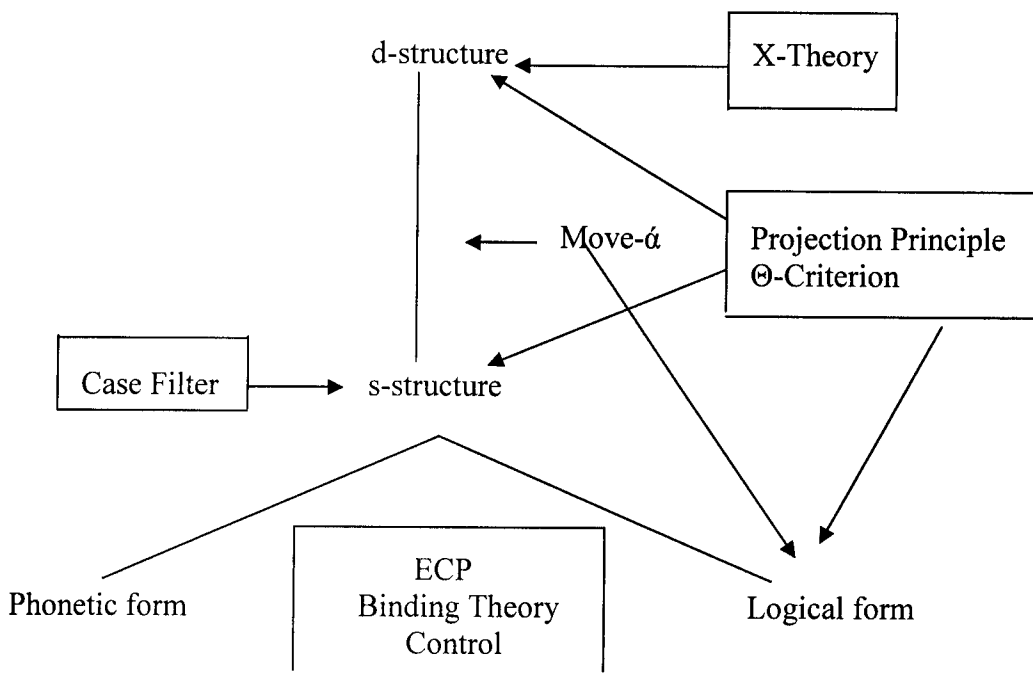 d-structure
X-Theory
Move-ά
Projection Principle
Θ-Criterion
Case Filter
s-structure
Phonetic form
ECP
Binding Theory
Control
Logical form